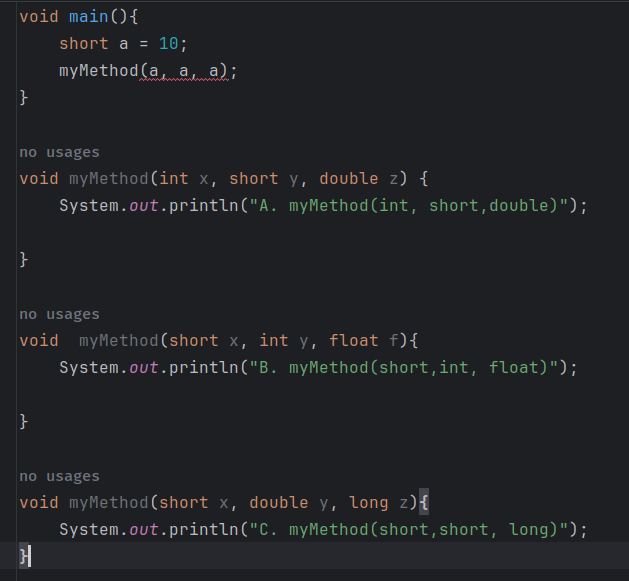 void main(){
    short a = 10;
    myMethod(a, a, a);
}
no usages
void myMethod(int x, short y, double z) {
    System.out.println("A. myMethod(int, short,double)");
}
no usages
void  myMethod(short x, int y, float f){
    System.out.println("B. myMethod(short,int, float)");
}
no usages
void myMethod(short x, double y, long z){
    System.out.println("C. myMethod(short,short, long)");
}